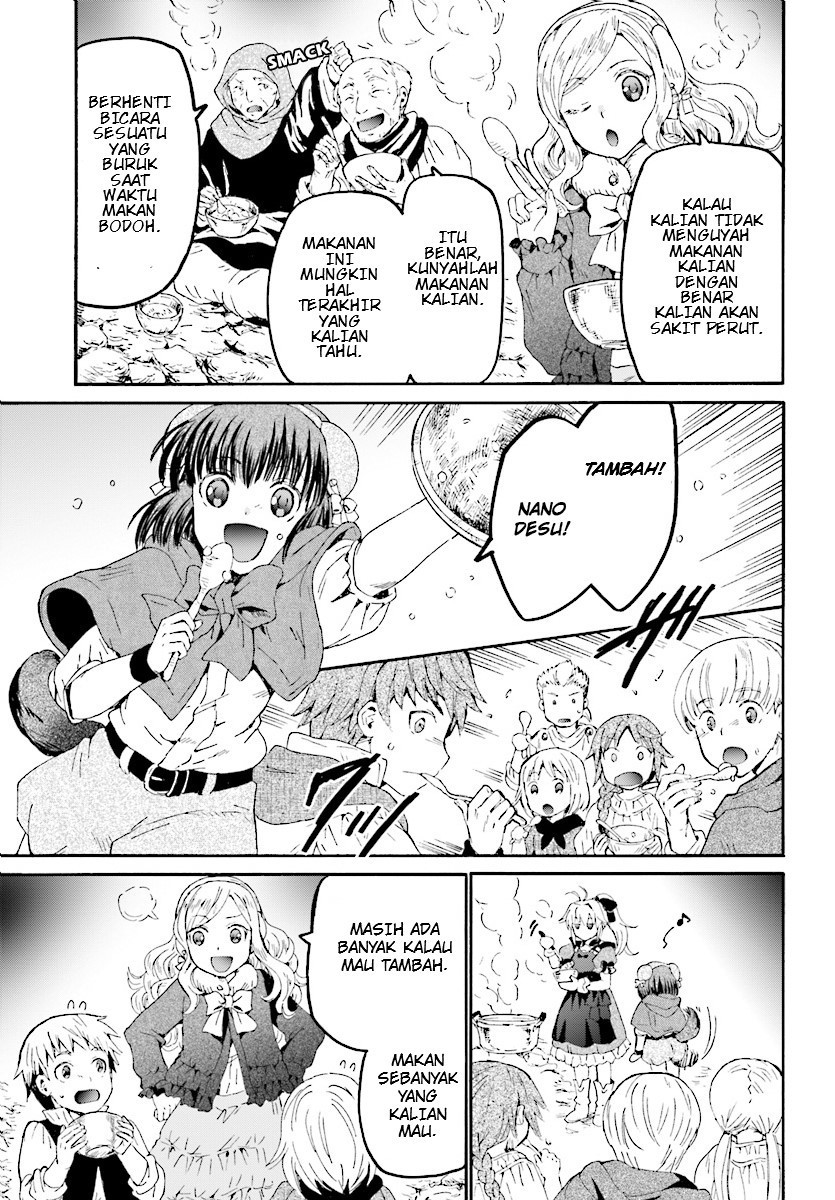 KALAU
KALIAN TIDAK
MENGUYAH
MAKANAN
KALIAN
DENGAN
BENAR
KALIAN AKAN
SAKIT PERUT.
ITU
BENAR,
KUNYAHLAH
MAKANAN
KALIAN.
MAKANAN
INI
MUNGKIN
HAL
TERAKHIR
YANG
KALIAN
TAHU.
SMACK
BERHENTI
BICARA
SESUATU
YANG
BURUK
SAAT
WAKTU
MAKAN
BODOH.
TAMBAH!
NANO
DESU!
MASIH ADA
BANYAK KALAU
MAU TAMBAH.
MAKAN
SEBANYAK
YANG
KALIAN
MAU.